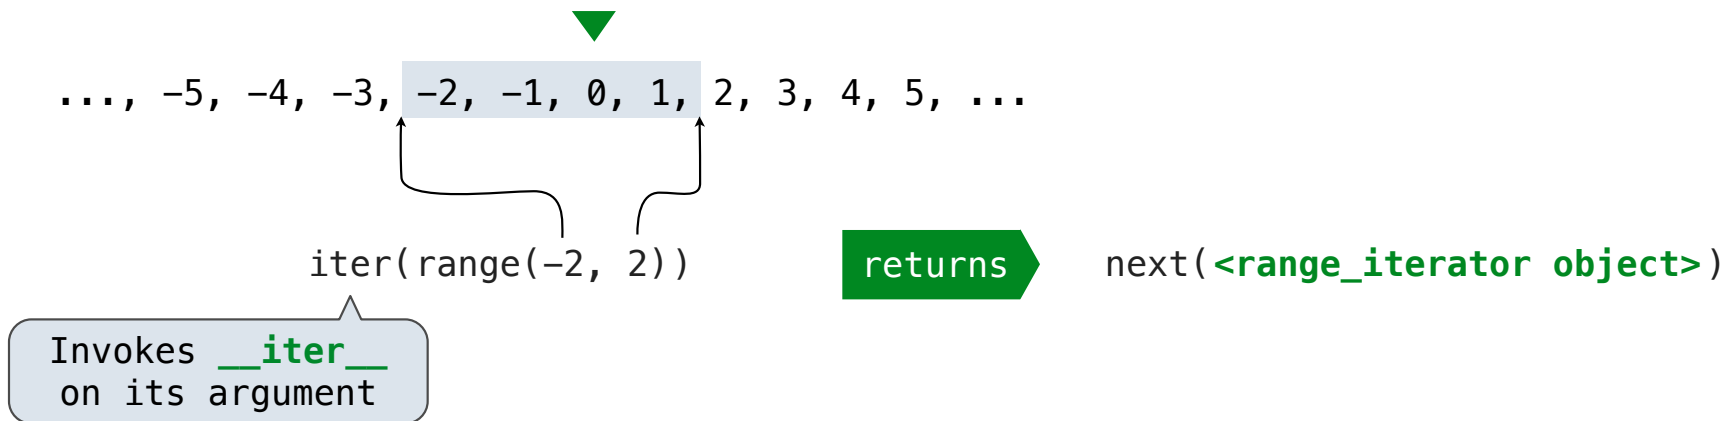 ..., −5, −4, −3, −2, −1, 0, 1, 2, 3, 4, 5, ...
iter(range(−2, 2))
returns
next(<range_iterator object>)
Invokes __iter__
on its argument